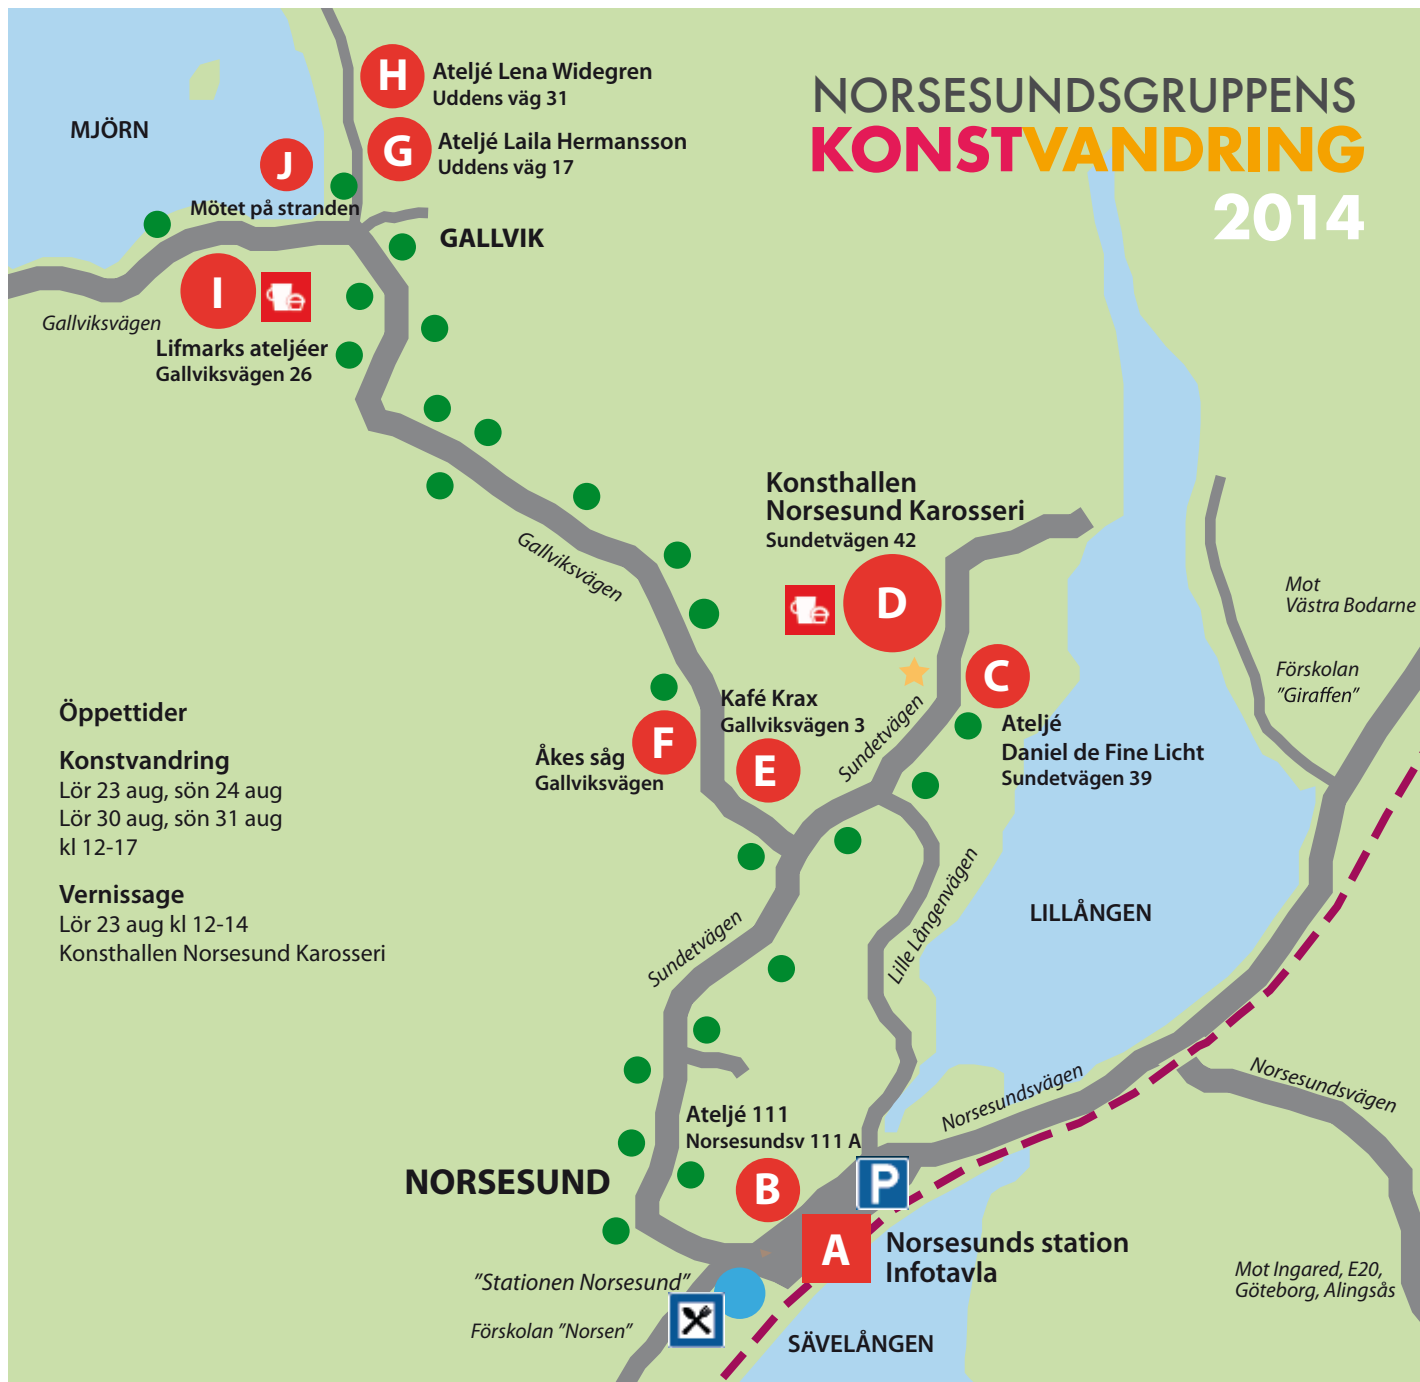 NORSESUNDSGRUPPENS
KONSTVANDRING
2014
MJÖRN
H
Ateljé Lena Widegren
Uddens väg 31
G
Ateljé Laila Hermansson
Uddens väg 17
J
Mötet på stranden
GALLVIK
I
Gallviksvägen
Lifmarks ateljéer
Gallviksvägen 26
Gallviksvägen
Konsthallen
Norsesund Karosseri
Sundetvägen 42
D
Mot
Västra Bodarne
Förskolan
”Giraffen”
C
Ateljé
Daniel de Fine Licht
Sundetvägen 39
Kafé Krax
Gallviksvägen 3
E
F
Åkes såg
Gallviksvägen
Sundetvägen
Öppettider
Konstvandring
Lör 23 aug, sön 24 aug
Lör 30 aug, sön 31 aug
kl 12-17
Vernissage
Lör 23 aug kl 12-14
Konsthallen Norsesund Karosseri
Sundetvägen
Lille Långenvägen
LILLÅNGEN
Norsesundsvägen
Norsesundsvägen
Ateljé 111
Norsesundsv 111 A
B
P
NORSESUND
A
Norsesunds station
Infotavla
”Stationen Norsesund”
Förskolan ”Norsen”
SÄVELÅNGEN
Mot Ingared, E20,
Göteborg, Alingsås